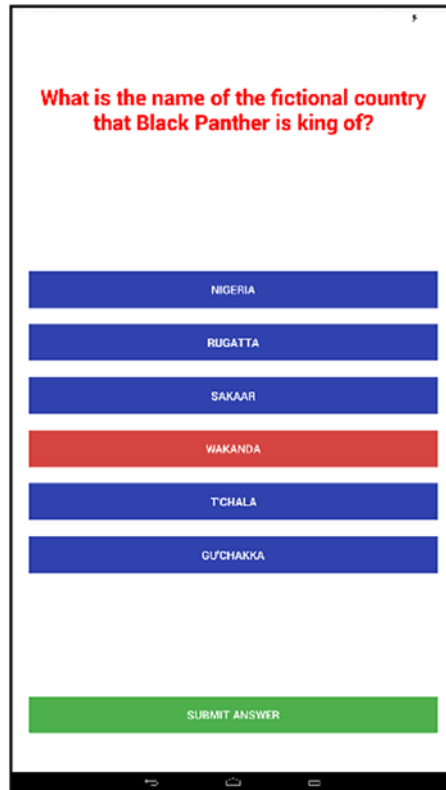 What is the name of the fictional country
that Black Panther is king of?
NIGERIA
RUGATTA
SAKAAR
WAKANDA
T'CHALA
GU'CHAKKA
SUBMIT ANSWER